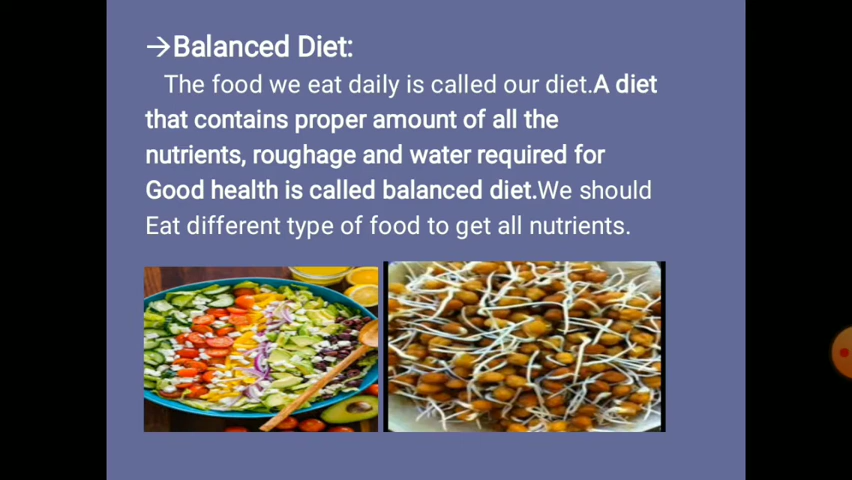 →Balanced Diet:
The food we eat daily is called our diet.A diet
that contains proper amount of all the
nutrients, roughage and water required for
Good health is called balanced diet.We should
Eat different type of food to get all nutrients.